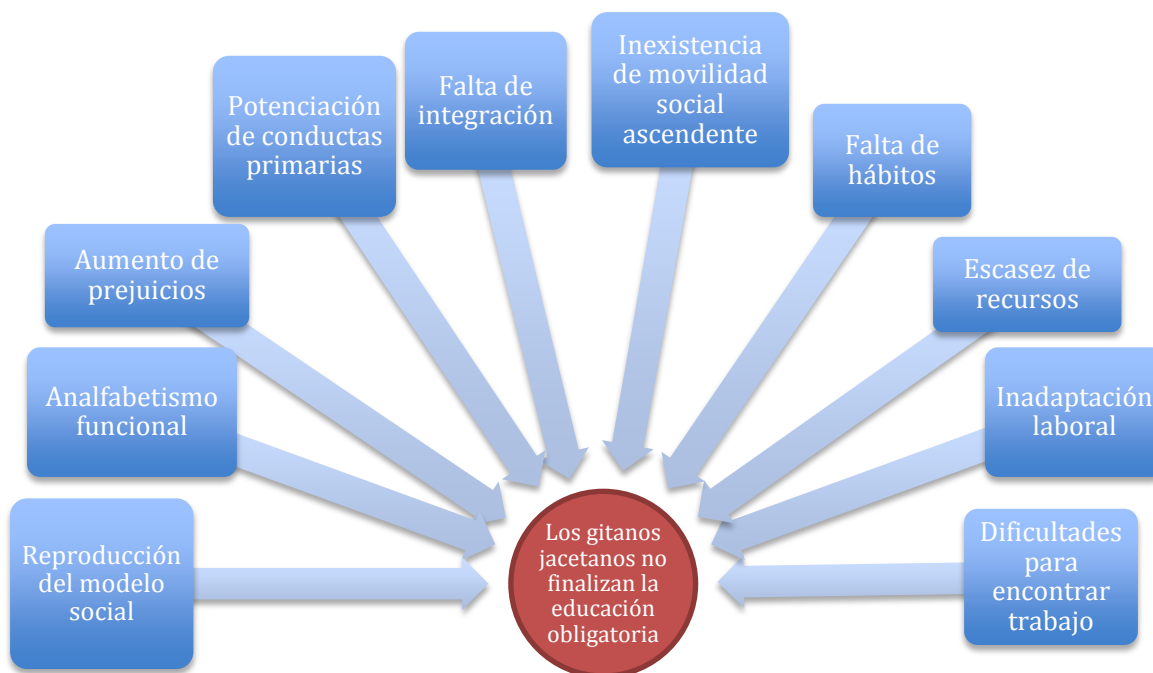 Reproducción
del modelo
social
Analfabetismo
funcional
Aumento de
prejuicios
Potenciación
de conductas
primarias
Falta de
integración
Inexistencia
de movilidad
social
ascendente
Falta de
hábitos
Escasez de
recursos
Inadaptación
laboral
Dificultades
para
encontrar
trabajo
Los gitanos
jacetanos no
finalizan la
educación
obligatoria